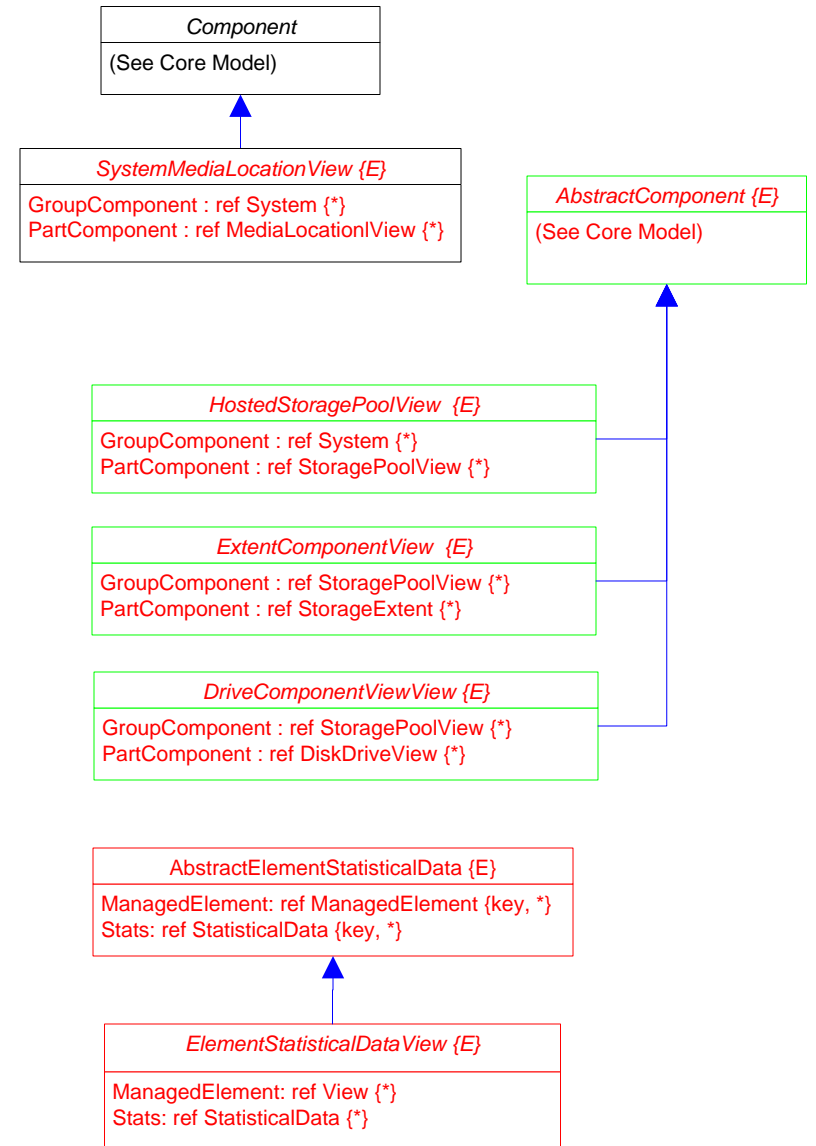 Component
(See Core Model)
SystemMediaLocationView {E}
GroupComponent : ref System {*}
PartComponent : ref MediaLocationlView {*}
AbstractComponent {E}
(See Core Model)
HostedStoragePoolView {E}
GroupComponent : ref System {*}
PartComponent : ref StoragePoolView {*}
ExtentComponentView {E}
GroupComponent : ref StoragePoolView {*}
PartComponent : ref StorageExtent {*}
DriveComponentViewView {E}
GroupComponent : ref StoragePoolView {*}
PartComponent : ref DiskDriveView {*}
AbstractElementStatisticalData {E}
ManagedElement: ref ManagedElement {key, *}
Stats: ref StatisticalData {key, *}
ElementStatisticalDataView {E}
ManagedElement: ref View {*}
Stats: ref StatisticalData {*}